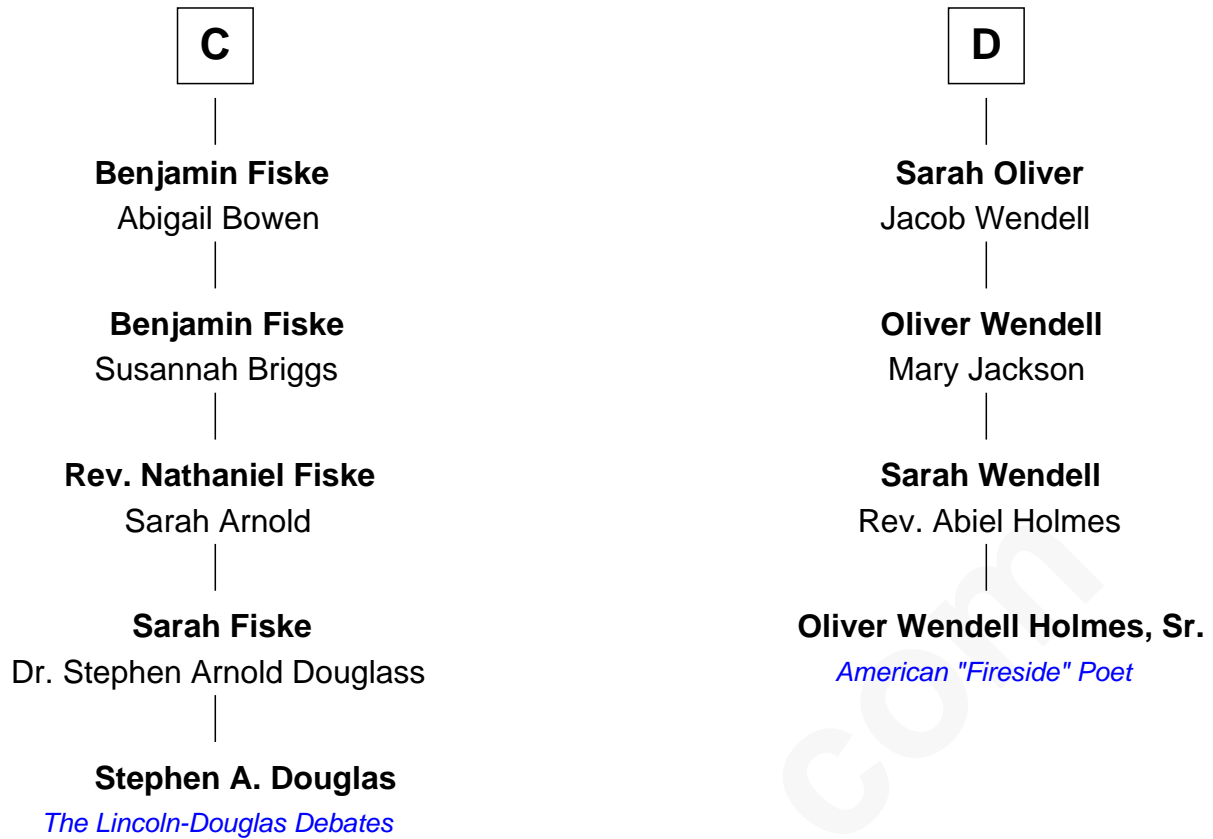 C
Benjamin Fiske
Abigail Bowen
Benjamin Fiske
Susannah Briggs
Rev. Nathaniel Fiske
Sarah Arnold
Sarah Fiske
Dr. Stephen Arnold Douglass
Stephen A. Douglas
The Lincoln-Douglas Debates
D
Sarah Oliver
Jacob Wendell
Oliver Wendell
Mary Jackson
Sarah Wendell
Rev. Abiel Holmes
Oliver Wendell Holmes, Sr.
American "Fireside" Poet
com